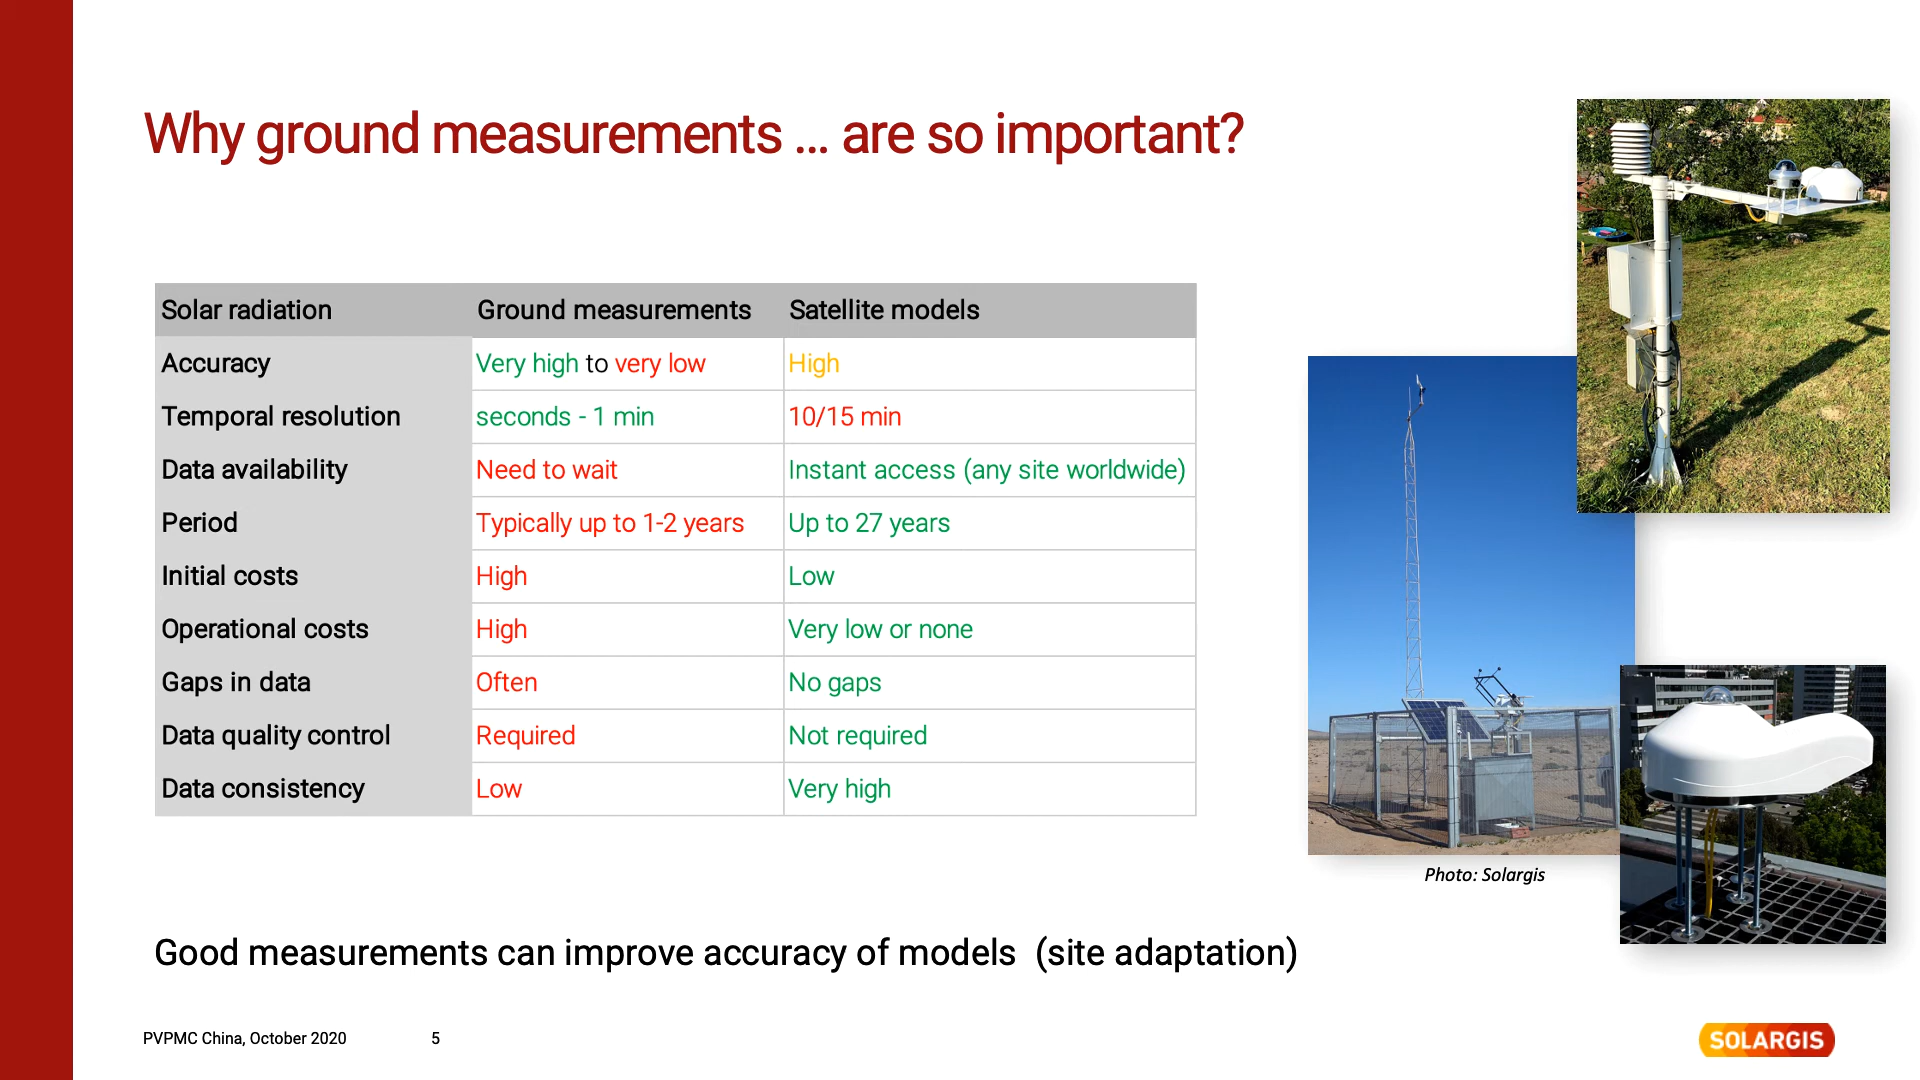 Why ground measurements ... are so important?
Solar radiation Ground measurements Satellite models
Accuracy Very high to very low High
Temporal resolution seconds - 1 min 10/15 min
Data availability Need to wait Instant access (any site worldwide)
Period Typically up to 1-2 years Up to 27 years
Initial costs High Low
Operational costs High Very low or none
Gaps in data Often No gaps
Data quality control Required Not required
Data consistency Low Very high
Photo: Solargis
Good measurements can improve accuracy of models (site adaptation)
PVPMC China, October 2020 5
SOLARGIS